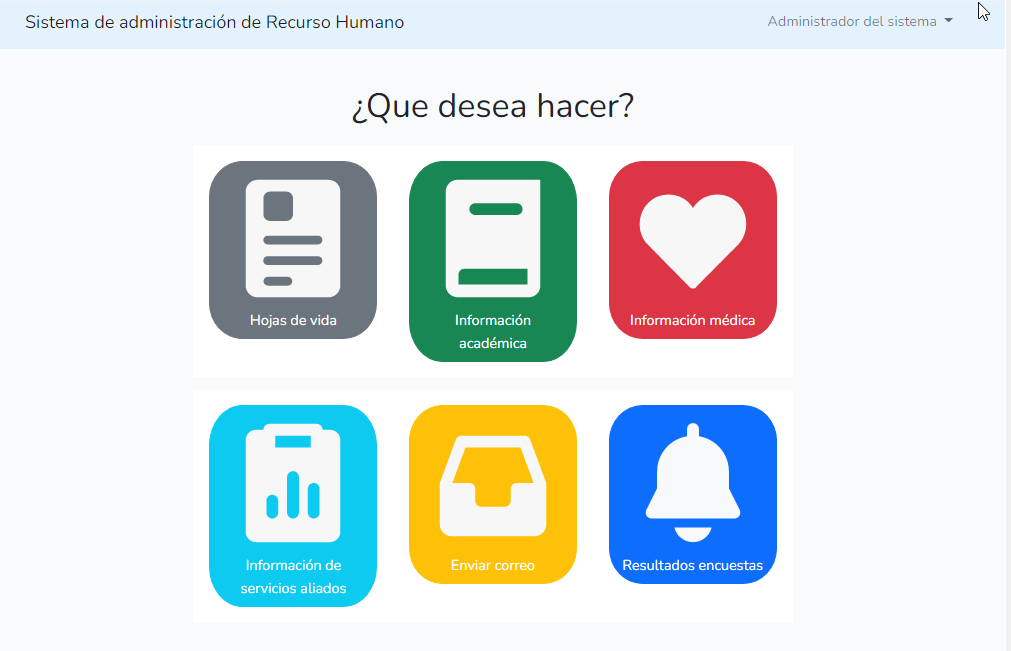 Sistema de administración de Recurso Humano
Administrador del sistema
¿Que desea hacer?
Hojas de vida
Información
académica
Información médica
Información de
servicios aliados
Enviar correo
Resultados encuestas